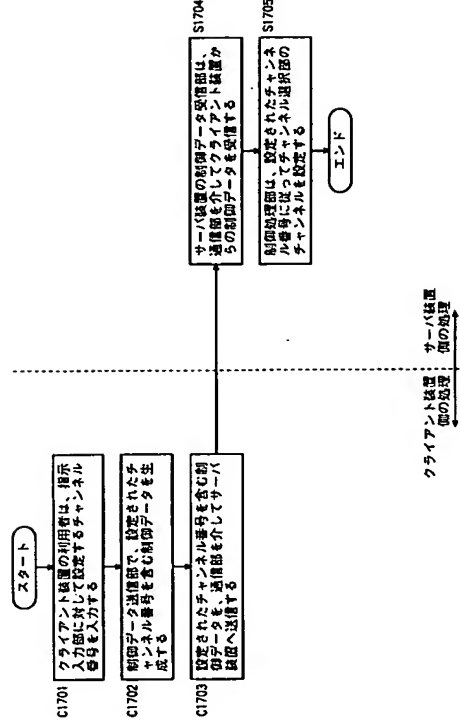 スタート
C1701
クライアント装置の利用者は、指示
入力部に対して設定するチャンネル
番号を入力する
C1702
制御データ送信部で、設定されたチ
ャンネル番号を含む制御データを生
成する
C1703
設定されたチャンネル番号を含む制
御データを、通信部を介してサーバ
装置へ送信する
サーバ装置の制御データ受信部は、
通信部を介してクライアント装置か
らの制御データを受信する
S1704
制御処理部は、設定されたチャンネ
ル番号に従ってチャンネル選択部の
チャンネルを設定する
S1705
エンド
クライアント装置
側の処理
サーバ装置
側の処理